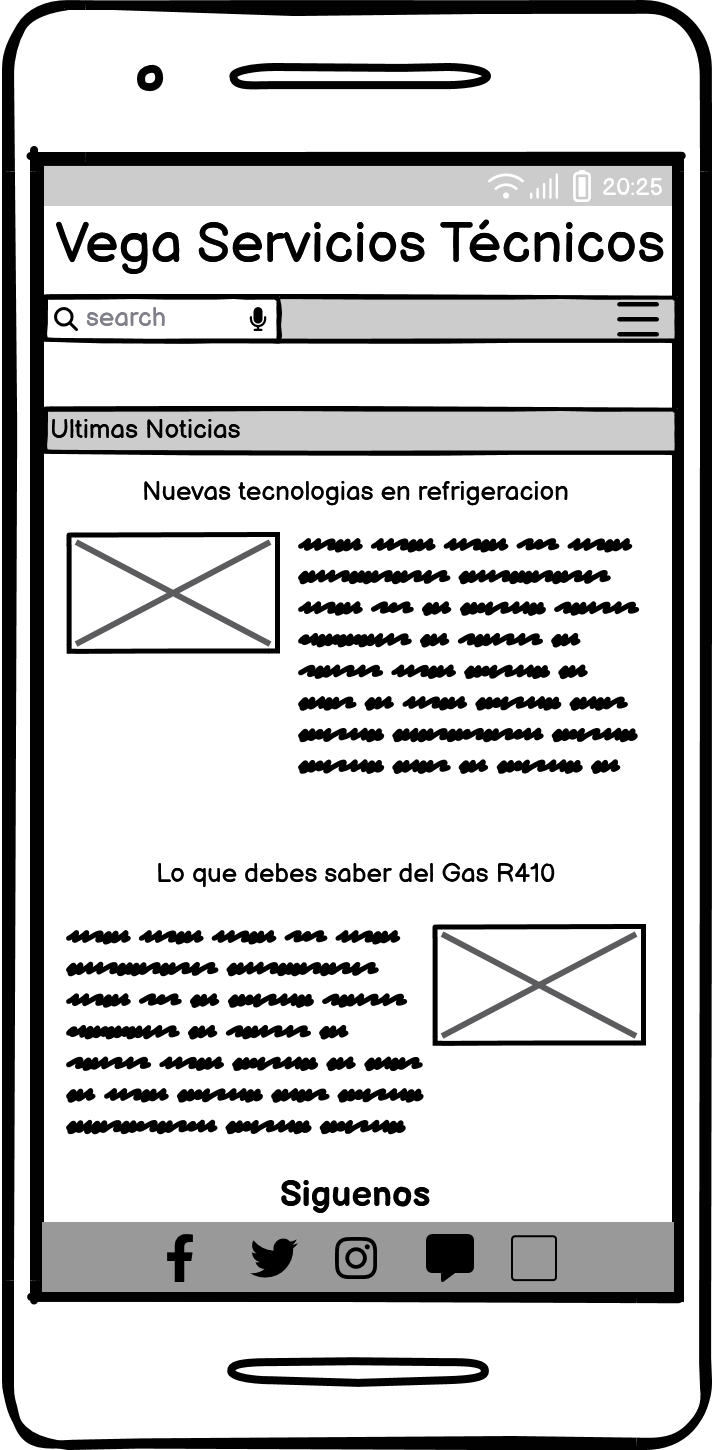 20:25
Vega Servicios Técnicos
search
Ultimas Noticias
Nuevas tecnologias en refrigeracion
Lo que debes saber del Gas R410
Siguenos